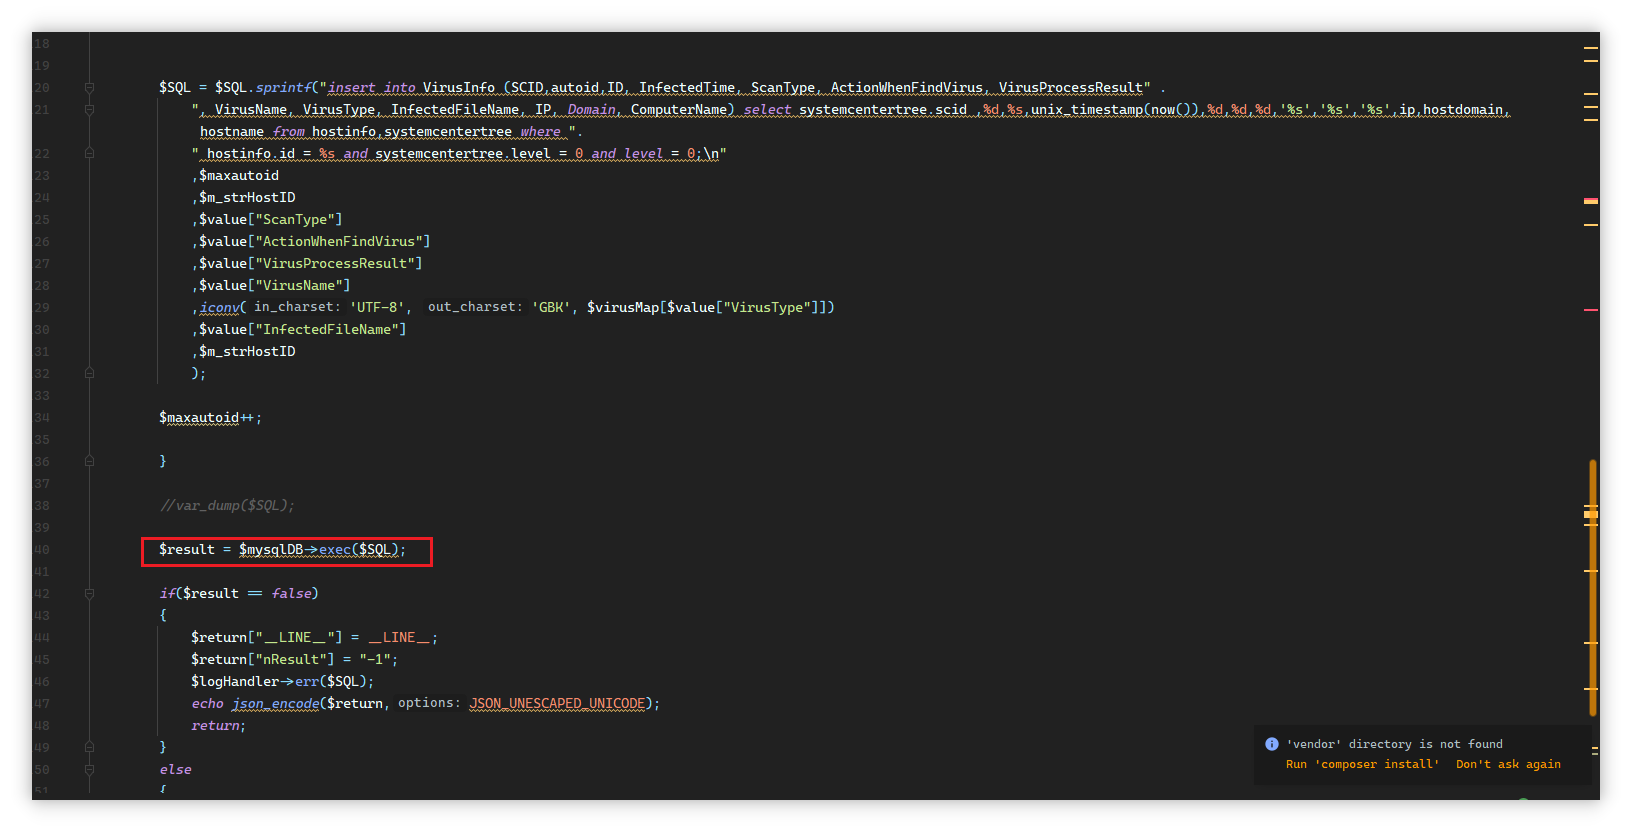 18
19
20 $SQL = $SQL.sprintf("insert into VirusInfo (SCID,autoid,ID, InfectedTime, ScanType, ActionWhenFindVirus, VirusProcessResult" .
21 ", VirusName, VirusType, InfectedFileName, IP, Domain, ComputerName) select systemcentertree.scid ,%d,%s,unix_timestamp(now()),%d,%d,%d,'%s','%s','%s',ip,hostdomain,
hostname from hostinfo,systemcentertree where ".
22 " hostinfo.id = %s and systemcentertree.level = 0 and level = 0;\n"
23 ,$maxautoid
24 ,$m_strHostID
25 ,$value["ScanType"]
26 ,$value["ActionWhenFindVirus"]
27 ,$value["VirusProcessResult"]
28 ,$value["VirusName"]
29 ,iconv( in_charset: 'UTF-8', out_charset: 'GBK', $virusMap[$value["VirusType"]])
30 ,$value["InfectedFileName"]
31 ,$m_strHostID
32 );
33
34 $maxautoid++;
35
36 }
37
38 //var_dump($SQL);
39
40 $result = $mysqlDB->exec($SQL);
41
42 if($result == false)
43 {
44 $return["__LINE__"] = __LINE__;
45 $return["nResult"] = "-1";
46 $logHandler->err($SQL);
47 echo json_encode($return, options: JSON_UNESCAPED_UNICODE);
48 return;
49 }
50 else
51 {
'vendor' directory is not found
Run 'composer install' Don't ask again